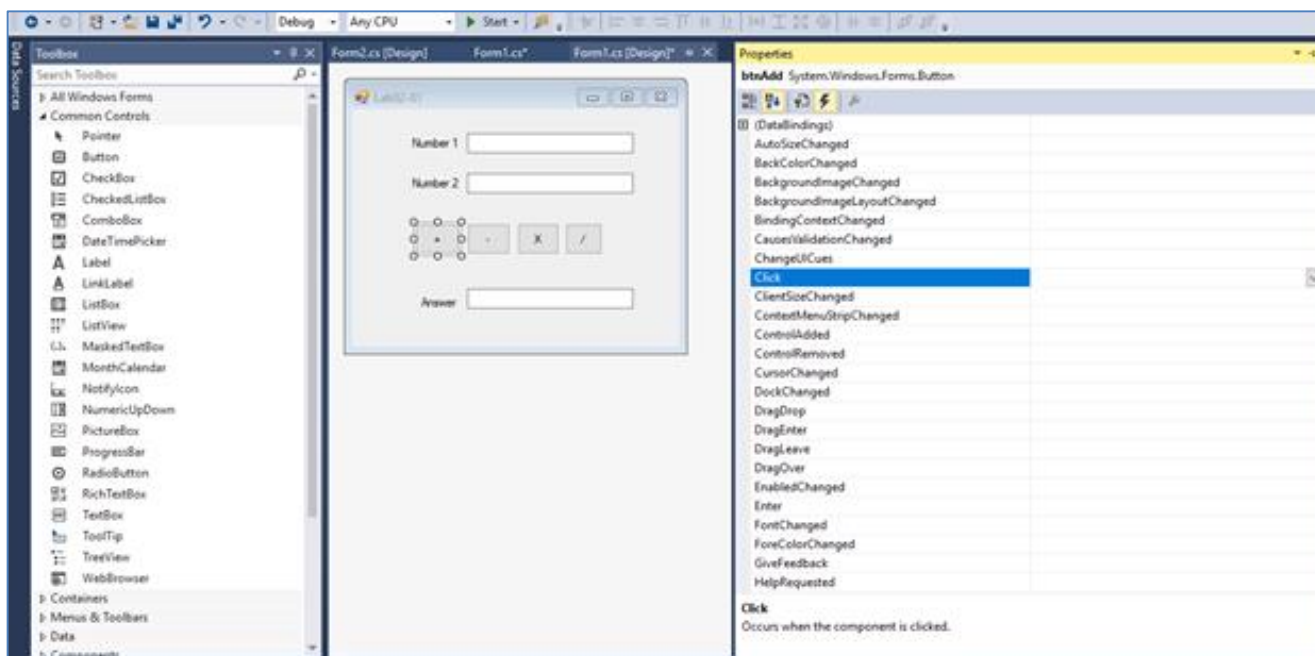 Debug Any CPU Start
Data Sources
Toolbox
Search Toolbox
All Windows Forms
Common Controls
Pointer
Button
CheckBox
CheckedListBox
ComboBox
DateTimePicker
Label
LinkLabel
ListBox
ListView
MaskedTextBox
MonthCalendar
NotifyIcon
NumericUpDown
PictureBox
ProgressBar
RadioButton
RichTextBox
TextBox
ToolTip
TreeView
WebBrowser
Containers
Menus & Toolbars
Data
Components
Form2.cs [Design] Form1.cs* Form1.cs [Design]*
Number 1
Number 2
+ - X /
Answer
Properties
btnAdd System.Windows.Forms.Button
(DataBindings)
AutoSizeChanged
BackColorChanged
BackgroundImageChanged
BackgroundImageLayoutChanged
BindingContextChanged
CausesValidationChanged
ChangeUICues
Click
ClientSizeChanged
ContextMenuStripChanged
ControlAdded
ControlRemoved
CursorChanged
DockChanged
DragDrop
DragEnter
DragLeave
DragOver
EnabledChanged
Enter
FontChanged
ForeColorChanged
GiveFeedback
HelpRequested
Click
Occurs when the component is clicked.